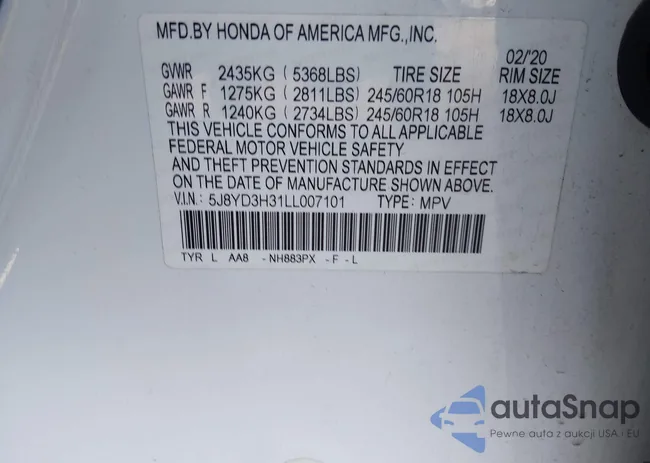 MFD.BY HONDA OF AMERICA MFG.,INC.
02/'20
GVWR 2435KG (5368LBS) TIRE SIZE RIM SIZE
GAWR F 1275KG (2811LBS) 245/60R18 105H 18X8.0J
GAWR R 1240KG (2734LBS) 245/60R18 105H 18X8.0J
THIS VEHICLE CONFORMS TO ALL APPLICABLE
FEDERAL MOTOR VEHICLE SAFETY
AND THEFT PREVENTION STANDARDS IN EFFECT
ON THE DATE OF MANUFACTURE SHOWN ABOVE.
V.I.N.: 5J8YD3H31LL007101 TYPE: MPV
TYR L AA8 -NH883PX -F -L
autaSnap
Pewne auta z aukcji USA i EU